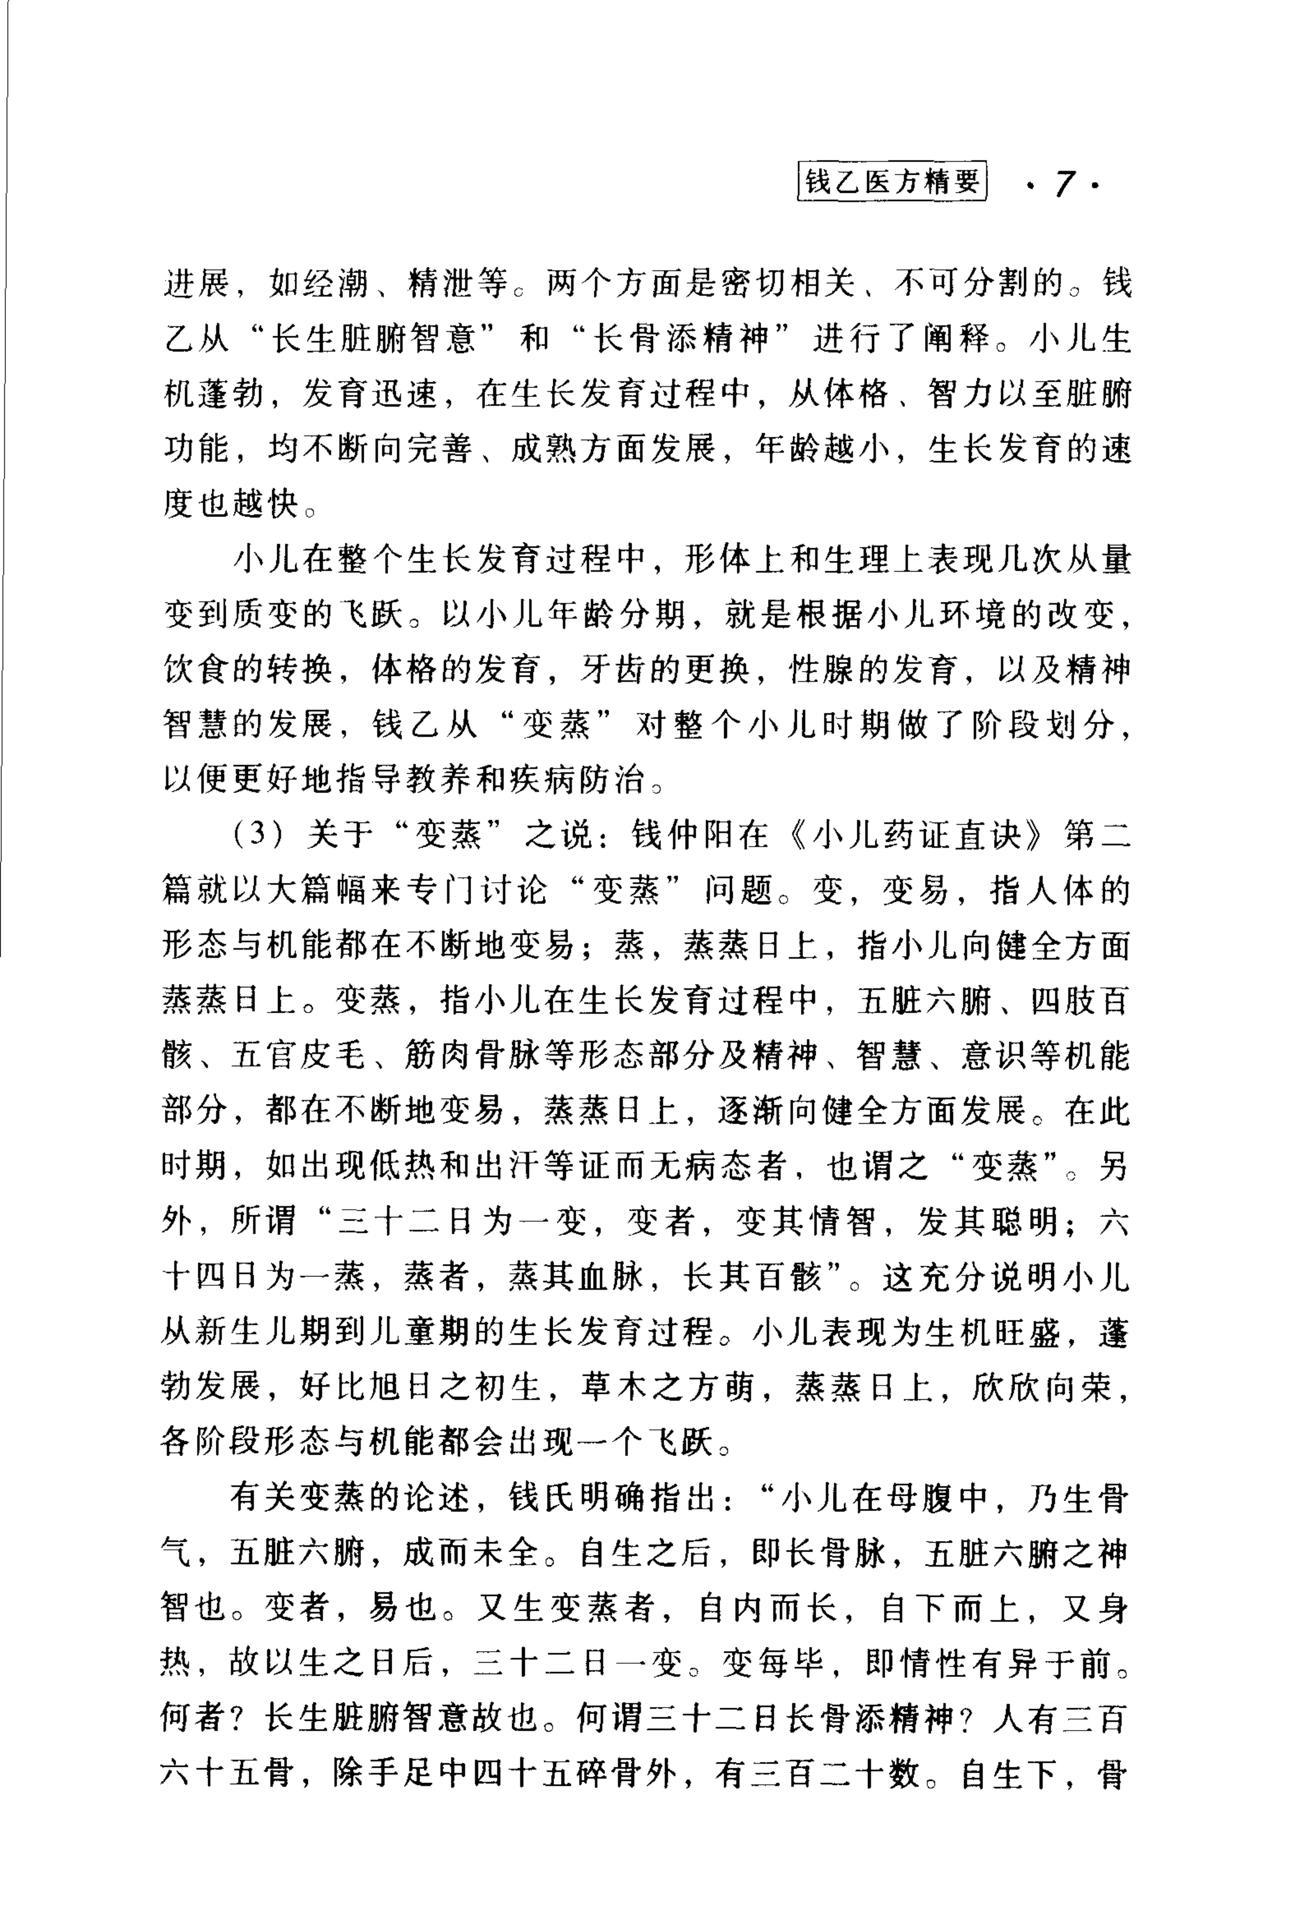 钱乙医方精要 ·7·
进展，如经潮、精泄等。两个方面是密切相关、不可分割的。钱
乙从“长生脏腑智意”和“长骨添精神”进行了阐释。小儿生
机蓬勃，发育迅速，在生长发育过程中，从体格、智力以至脏腑
功能，均不断向完善、成熟方面发展，年龄越小，生长发育的速
度也越快。
小儿在整个生长发育过程中，形体上和生理上表现几次从量
变到质变的飞跃。以小儿年龄分期，就是根据小儿环境的改变，
饮食的转换，体格的发育，牙齿的更换，性腺的发育，以及精神
智慧的发展，钱乙从“变蒸”对整个小儿时期做了阶段划分，
以便更好地指导教养和疾病防治。
（3）关于“变蒸”之说：钱仲阳在《小儿药证直诀》第二
篇就以大篇幅来专门讨论“变蒸”问题。变，变易，指人体的
形态与机能都在不断地变易；蒸，蒸蒸日上，指小儿向健全方面
蒸蒸日上。变蒸，指小儿在生长发育过程中，五脏六腑、四肢百
骸、五官皮毛、筋肉骨脉等形态部分及精神、智慧、意识等机能
部分，都在不断地变易，蒸蒸日上，逐渐向健全方面发展。在此
时期，如出现低热和出汗等证而无病态者，也谓之“变蒸”。另
外，所谓“三十二日为一变，变者，变其情智，发其聪明；六
十四日为一蒸，蒸者，蒸其血脉，长其百骸”。这充分说明小儿
从新生儿期到儿童期的生长发育过程。小儿表现为生机旺盛，蓬
勃发展，好比旭日之初生，草木之方萌，蒸蒸日上，欣欣向荣，
各阶段形态与机能都会出现一个飞跃。
有关变蒸的论述，钱氏明确指出：“小儿在母腹中，乃生骨
气，五脏六腑，成而未全。自生之后，即长骨脉，五脏六腑之神
智也。变者，易也。又生变蒸者，自内而长，自下而上，又身
热，故以生之日后，三十二日一变。变每毕，即情性有异于前。
何者？长生脏腑智意故也。何谓三十二日长骨添精神？人有三百
六十五骨，除手足中四十五碎骨外，有三百二十数。自生下，骨